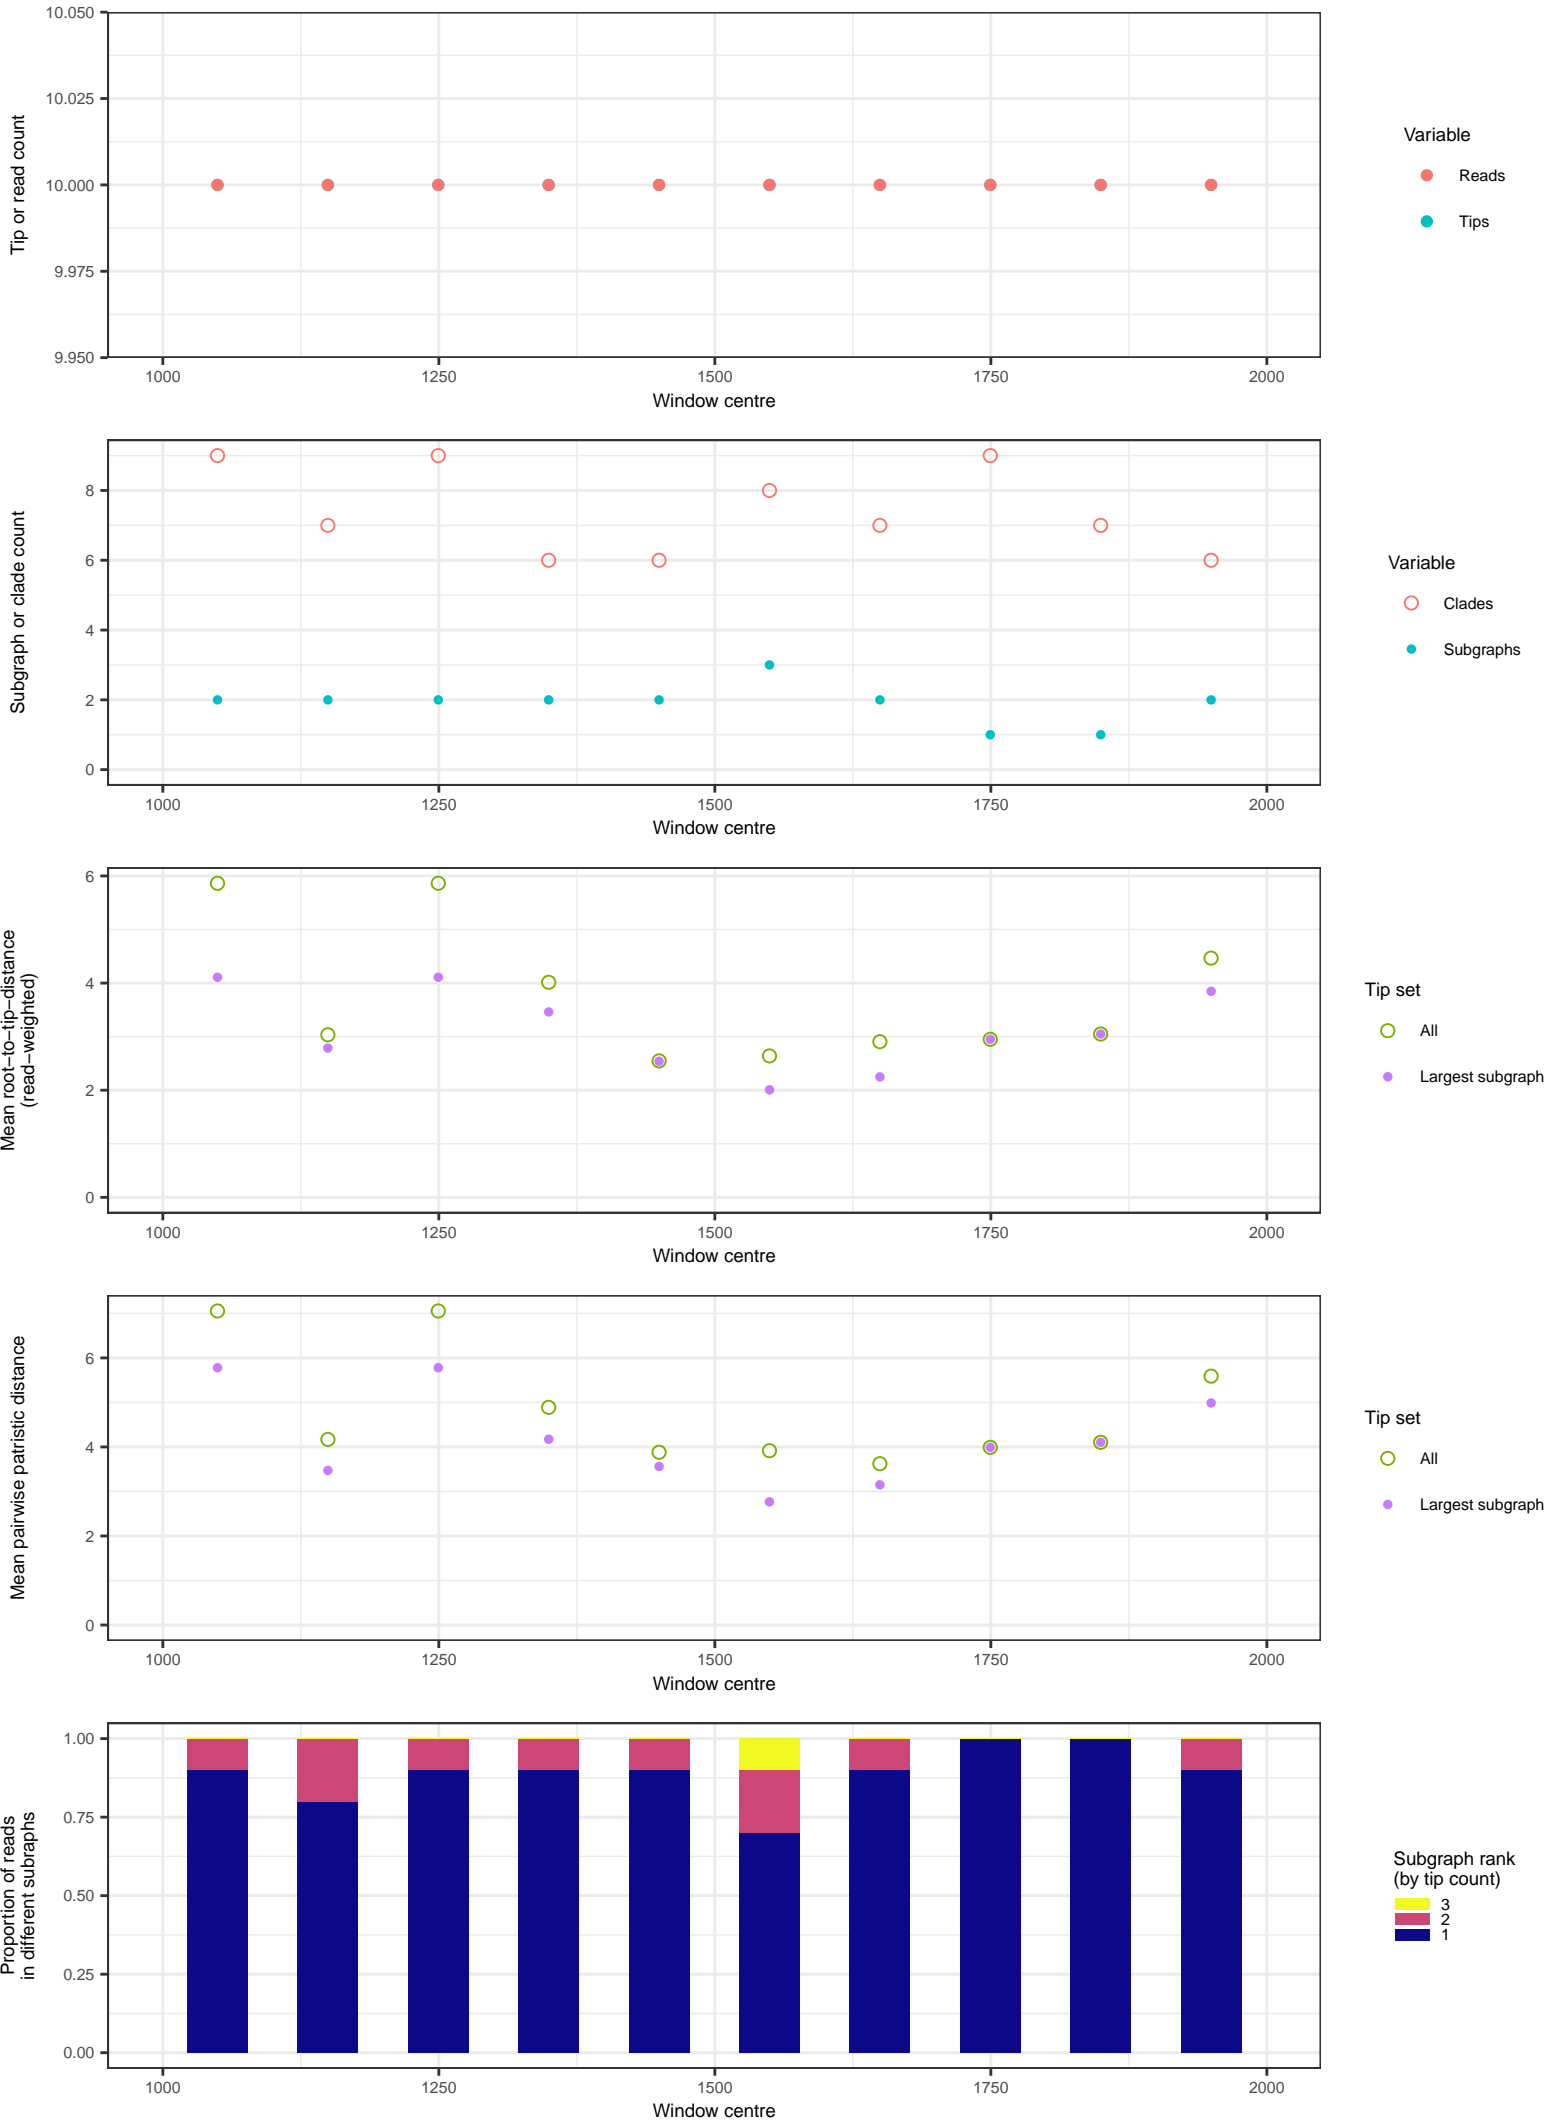 10.050
10.025
10.000
9.975
9.950
Tip or read count
1000 1250 1500 1750 2000
Window centre
Variable
Reads
Tips
8
6
4
2
0
Subgraph or clade count
1000 1250 1500 1750 2000
Window centre
Variable
Clades
Subgraphs
6
4
2
0
Mean root−to−tip−distance
(read−weighted)
1000 1250 1500 1750 2000
Window centre
Tip set
All
Largest subgraph
6
4
2
0
Mean pairwise patristic distance
1000 1250 1500 1750 2000
Window centre
Tip set
All
Largest subgraph
1.00
0.75
0.50
0.25
0.00
Proportion of reads
in different subraphs
1000 1250 1500 1750 2000
Window centre
Subgraph rank
(by tip count)
3
2
1